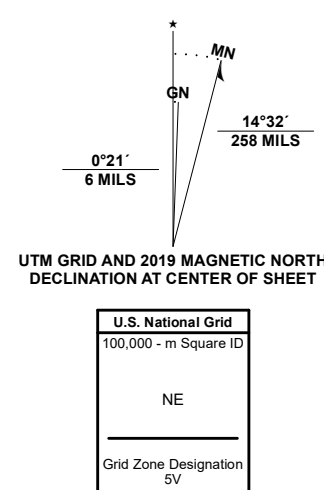 ★
MN
GN
14°32´
258 MILS
0°21´
6 MILS
UTM GRID AND 2019 MAGNETIC NORTH
DECLINATION AT CENTER OF SHEET
U.S. National Grid
100,000 - m Square ID
NE
Grid Zone Designation
5V